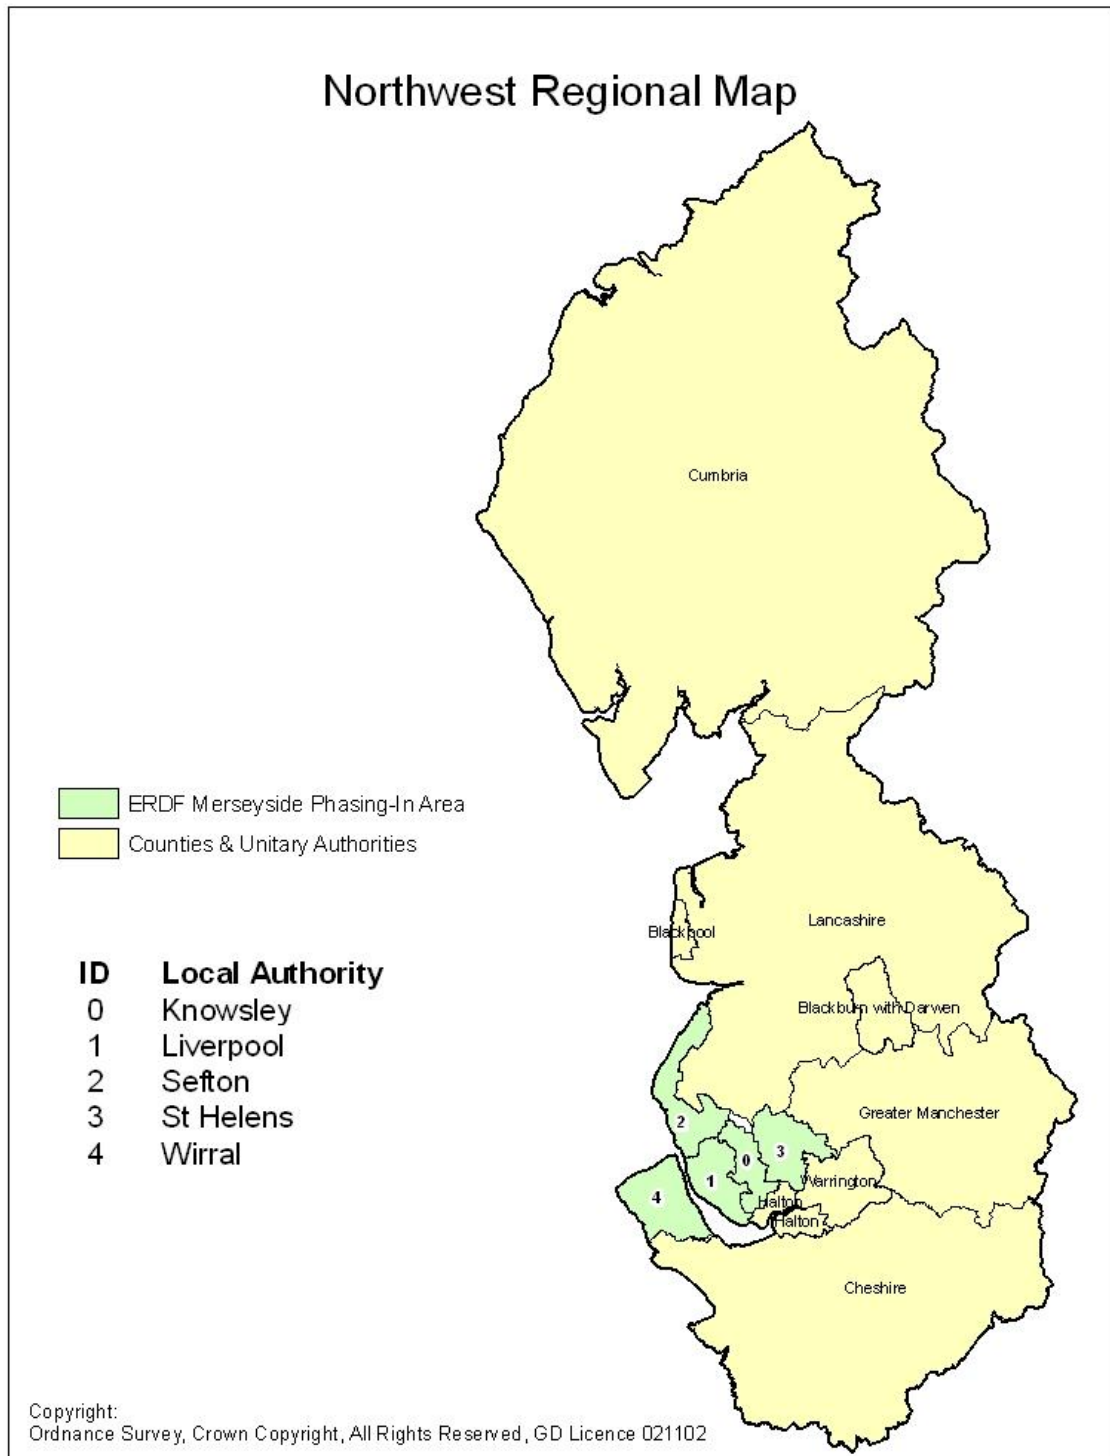 Northwest Regional Map
Cumbria
ERDF Merseyside Phasing-In Area
Counties & Unitary Authorities
Lancashire
Blackpool
ID Local Authority
0 Knowsley
1 Liverpool
2 Sefton
3 St Helens
4 Wirral
Blackburn with Darwen
Greater Manchester
2
3
0
1
Warrington
4
Halton
Halton
Cheshire
Copyright:
Ordnance Survey, Crown Copyright, All Rights Reserved, GD Licence 021102